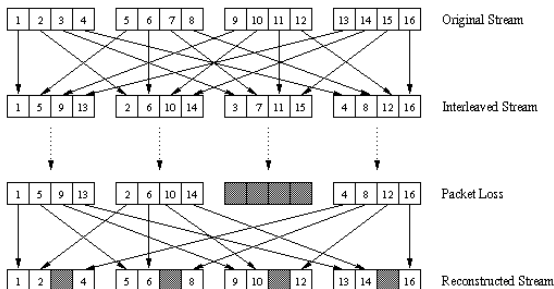 1 2 3 4 5 6 7 8 9 10 11 12 13 14 15 16 Original Stream
1 5 9 13 2 6 10 14 3 7 11 15 4 8 12 16 Interleaved Stream
1 5 9 13 2 6 10 14 4 8 12 16 Packet Loss
1 2 4 5 6 8 9 10 12 13 14 16 Reconstructed Stream